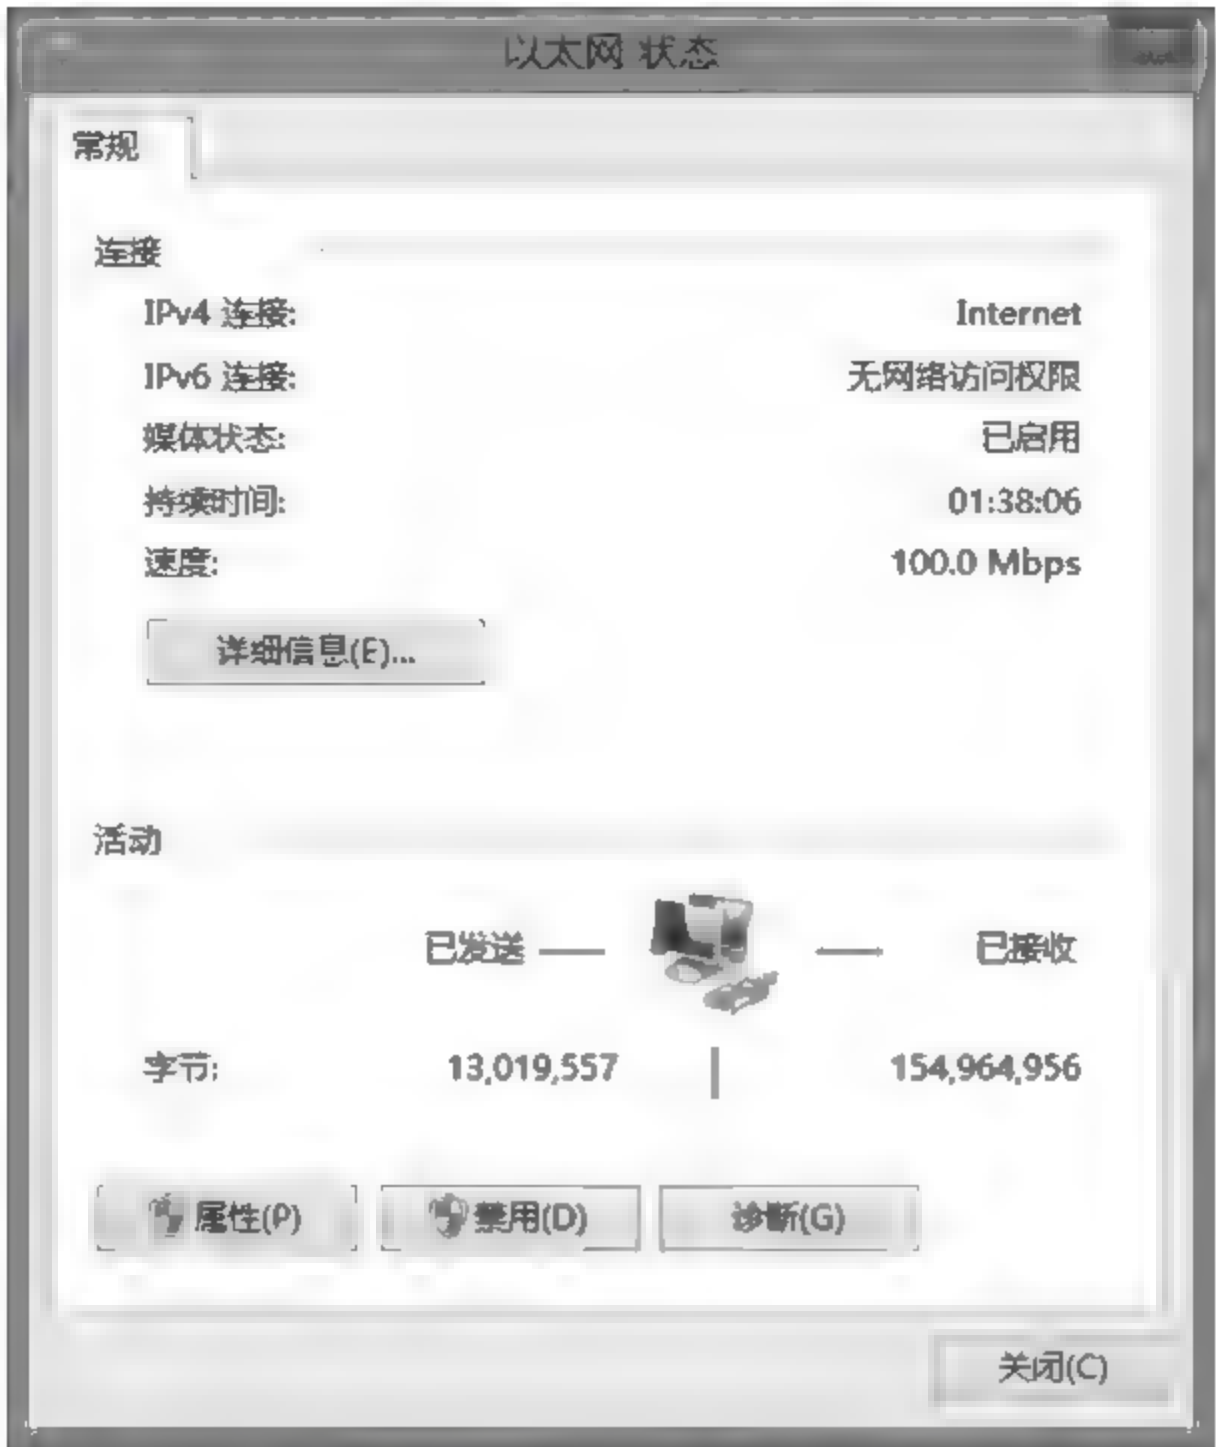 以太网 状态
常规
连接
IPv4 连接: Internet
IPv6 连接: 无网络访问权限
媒体状态: 已启用
持续时间: 01:38:06
速度: 100.0 Mbps
详细信息(E)...
活动
已发送 — — 已接收
字节: 13,019,557 | 154,964,956
属性(P) 禁用(D) 诊断(G)
关闭(C)